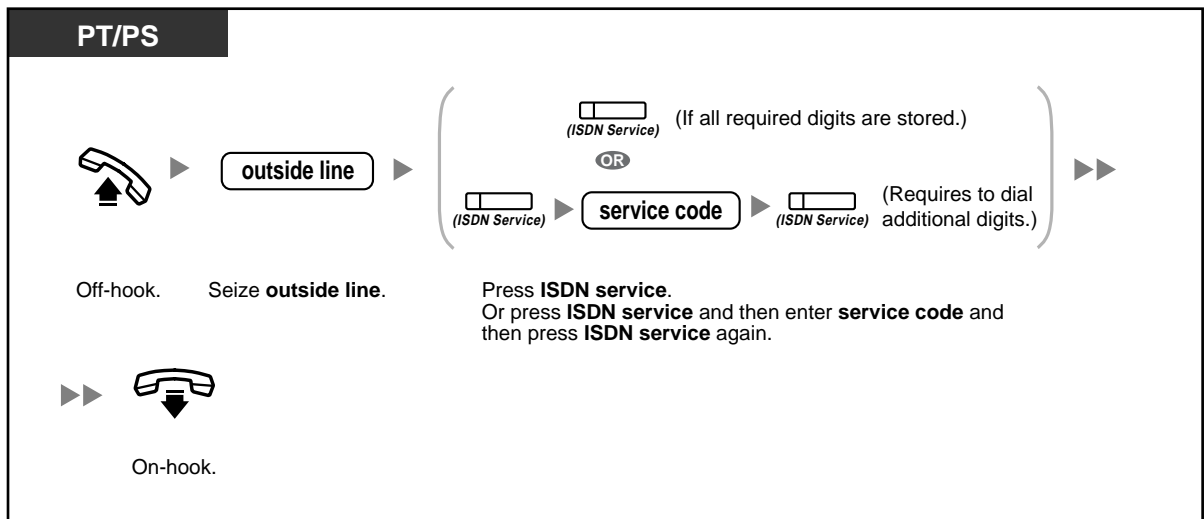 PT/PS
(ISDN Service) (If all required digits are stored.)
OR
outside line
(ISDN Service) service code (ISDN Service) (Requires to dial
additional digits.)
Off-hook. Seize outside line. Press ISDN service.
Or press ISDN service and then enter service code and
then press ISDN service again.
On-hook.